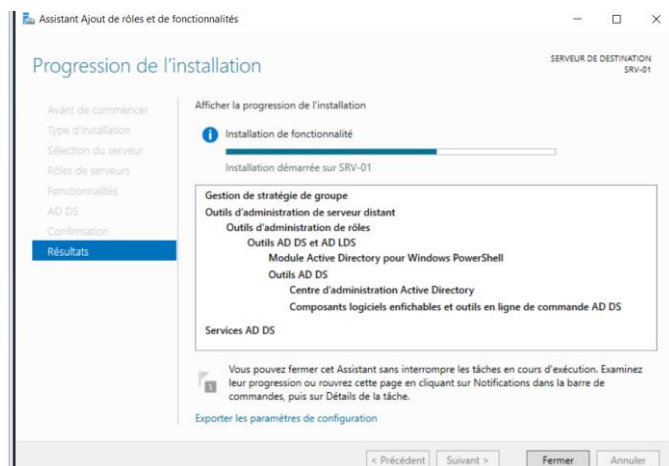 Assistant Ajout de rôles et de fonctionnalités
Progression de l'installation
SERVEUR DE DESTINATION
SRV-01
Avant de commencer
Type d'installation
Sélection du serveur
Rôles de serveurs
Fonctionnalités
AD DS
Confirmation
Résultats
Afficher la progression de l'installation
Installation de fonctionnalité
Installation démarrée sur SRV-01
Gestion de stratégie de groupe
Outils d'administration de serveur distant
Outils d'administration de rôles
Outils AD DS et AD LDS
Module Active Directory pour Windows PowerShell
Outils AD DS
Centre d'administration Active Directory
Composants logiciels enfichables et outils en ligne de commande AD DS
Services AD DS
1
Vous pouvez fermer cet Assistant sans interrompre les tâches en cours d'exécution. Examinez
leur progression ou rouvrez cette page en cliquant sur Notifications dans la barre de
commandes, puis sur Détails de la tâche.
Exporter les paramètres de configuration
< Précédent
Suivant >
Fermer
Annuler